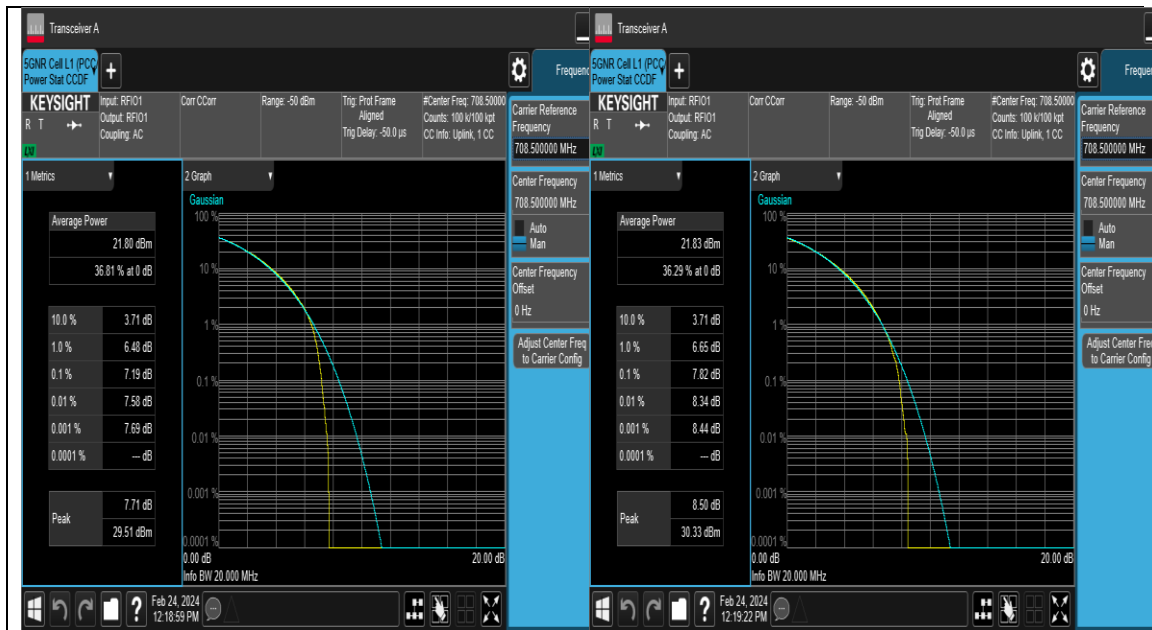 Transceiver A
5GNR Cell L1 (PCC
Power Stat CCDF
+
Frequenc
KEYSIGHT
R T
LXI
Input: RFIO1
Output: RFIO1
Coupling: AC
Corr CCorr
Range: -50 dBm
Trig: Prot Frame
Aligned
Trig Delay: -50.0 µs
#Center Freq: 708.50000
Counts: 100 k/100 kpt
CC Info: Uplink, 1 CC
Carrier Reference
Frequency
708.500000 MHz
Center Frequency
708.500000 MHz
Auto
Man
Center Frequency
Offset
0 Hz
Adjust Center Freq
to Carrier Config
1 Metrics
Average Power
21.80 dBm
36.81 % at 0 dB
10.0 % 3.71 dB
1.0 % 6.48 dB
0.1 % 7.19 dB
0.01 % 7.58 dB
0.001 % 7.69 dB
0.0001 % --- dB
Peak
7.71 dB
29.51 dBm
2 Graph
Gaussian
100 %
10 %
1 %
0.1 %
0.01 %
0.001 %
0.0001 %
0.00 dB 20.00 dB
Info BW 20.000 MHz
? Feb 24, 2024
12:18:59 PM
Transceiver A
5GNR Cell L1 (PCC
Power Stat CCDF
+
Frequer
KEYSIGHT
R T
LXI
Input: RFIO1
Output: RFIO1
Coupling: AC
Corr CCorr
Range: -50 dBm
Trig: Prot Frame
Aligned
Trig Delay: -50.0 µs
#Center Freq: 708.50000
Counts: 100 k/100 kpt
CC Info: Uplink, 1 CC
Carrier Reference
Frequency
708.500000 MHz
Center Frequency
708.500000 MHz
Auto
Man
Center Frequency
Offset
0 Hz
Adjust Center Fre
to Carrier Config
1 Metrics
Average Power
21.83 dBm
36.29 % at 0 dB
10.0 % 3.71 dB
1.0 % 6.65 dB
0.1 % 7.82 dB
0.01 % 8.34 dB
0.001 % 8.44 dB
0.0001 % --- dB
Peak
8.50 dB
30.33 dBm
2 Graph
Gaussian
100 %
10 %
1 %
0.1 %
0.01 %
0.001 %
0.0001 %
0.00 dB 20.00 dB
Info BW 20.000 MHz
? Feb 24, 2024
12:19:22 PM